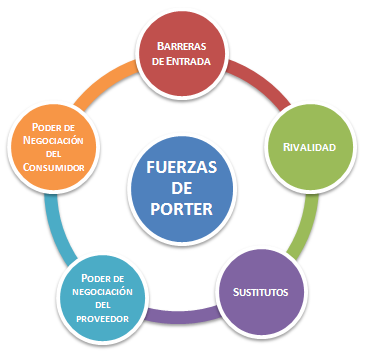 BARRERAS
DE ENTRADA
PODER DE
NEGOCIACIÓN
DEL
CONSUMIDOR
RIVALIDAD
FUERZAS
DE
PORTER
PODER DE
NEGOCIACIÓN
DEL
PROVEEDOR
SUSTITUTOS